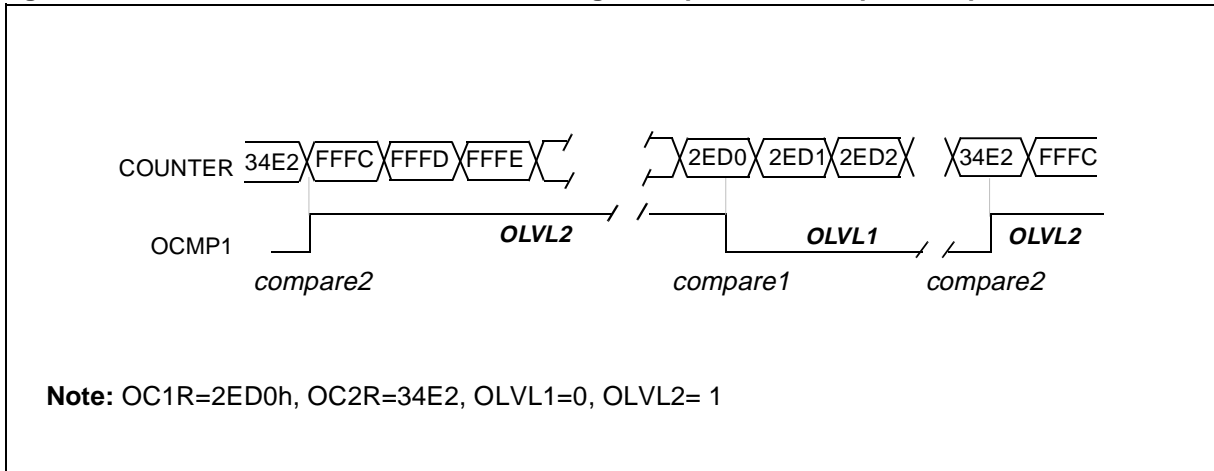 COUNTER 34E2 FFFC FFFD FFFE 2ED0 2ED1 2ED2 34E2 FFFC
OCMP1 OLVL2 OLVL1 OLVL2
compare2 compare1 compare2
Note: OC1R=2ED0h, OC2R=34E2, OLVL1=0, OLVL2= 1